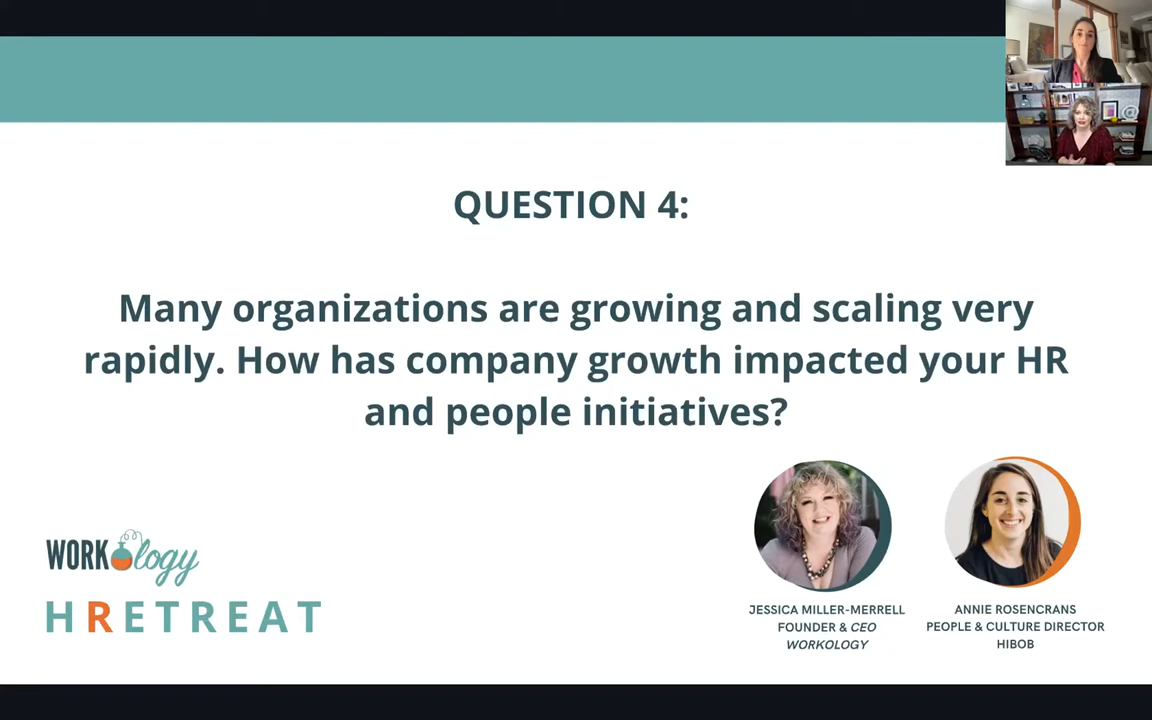 QUESTION 4:
Many organizations are growing and scaling very
rapidly. How has company growth impacted your HR
and people initiatives?
WORKology
HRETREAT
JESSICA MILLER-MERRELL
FOUNDER & CEO
WORKOLOGY
ANNIE ROSENCRANS
PEOPLE & CULTURE DIRECTOR
HIBOB